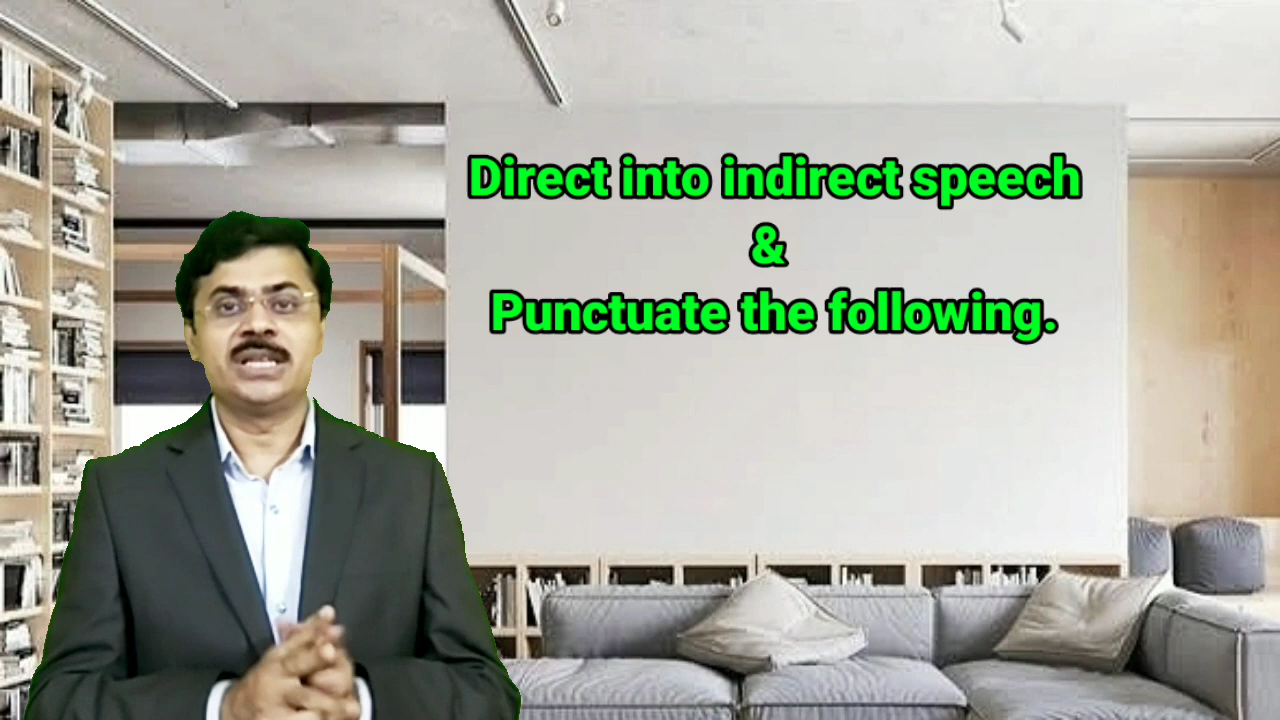 Direct into indirect speech
&
Punctuate the following.